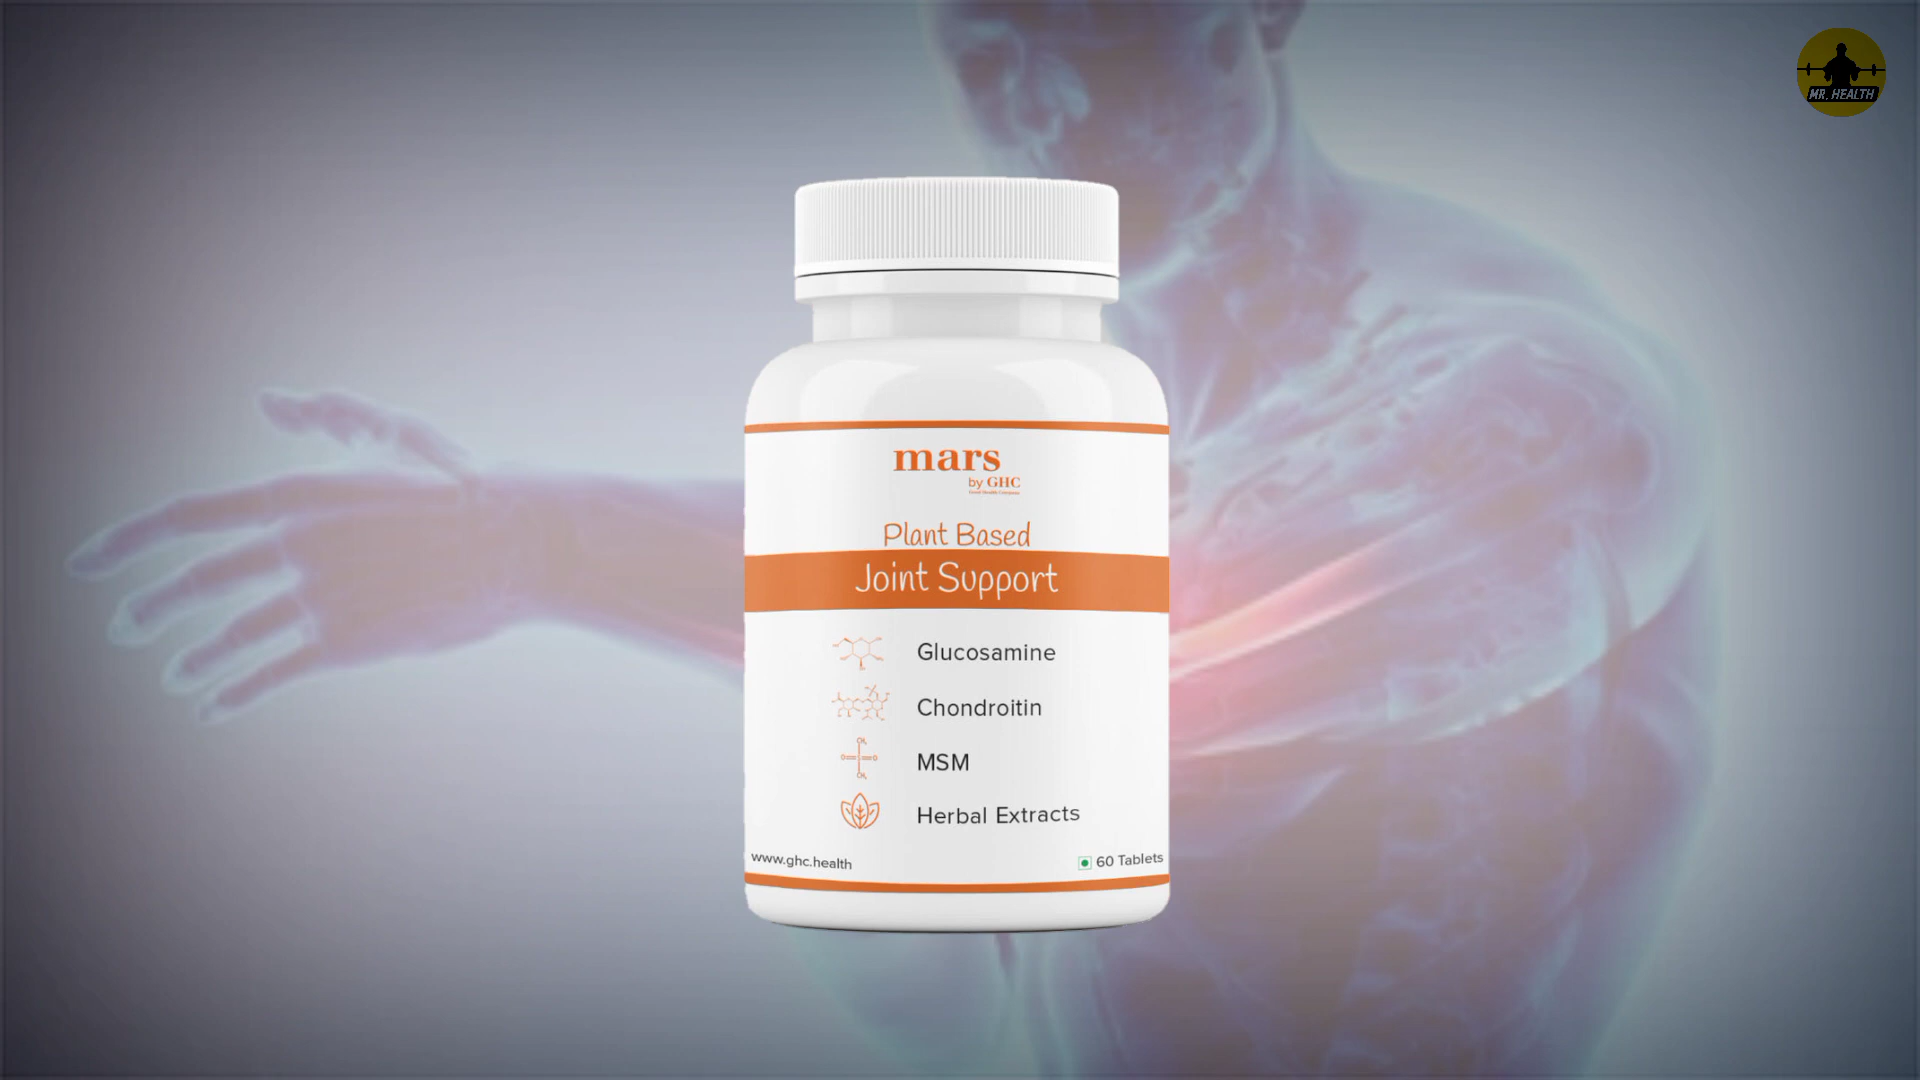 MR. HEALTH
mars
by GHC
Plant Based
Joint Support
Glucosamine
Chondroitin
MSM
Herbal Extracts
www.ghc.health
60 Tablets